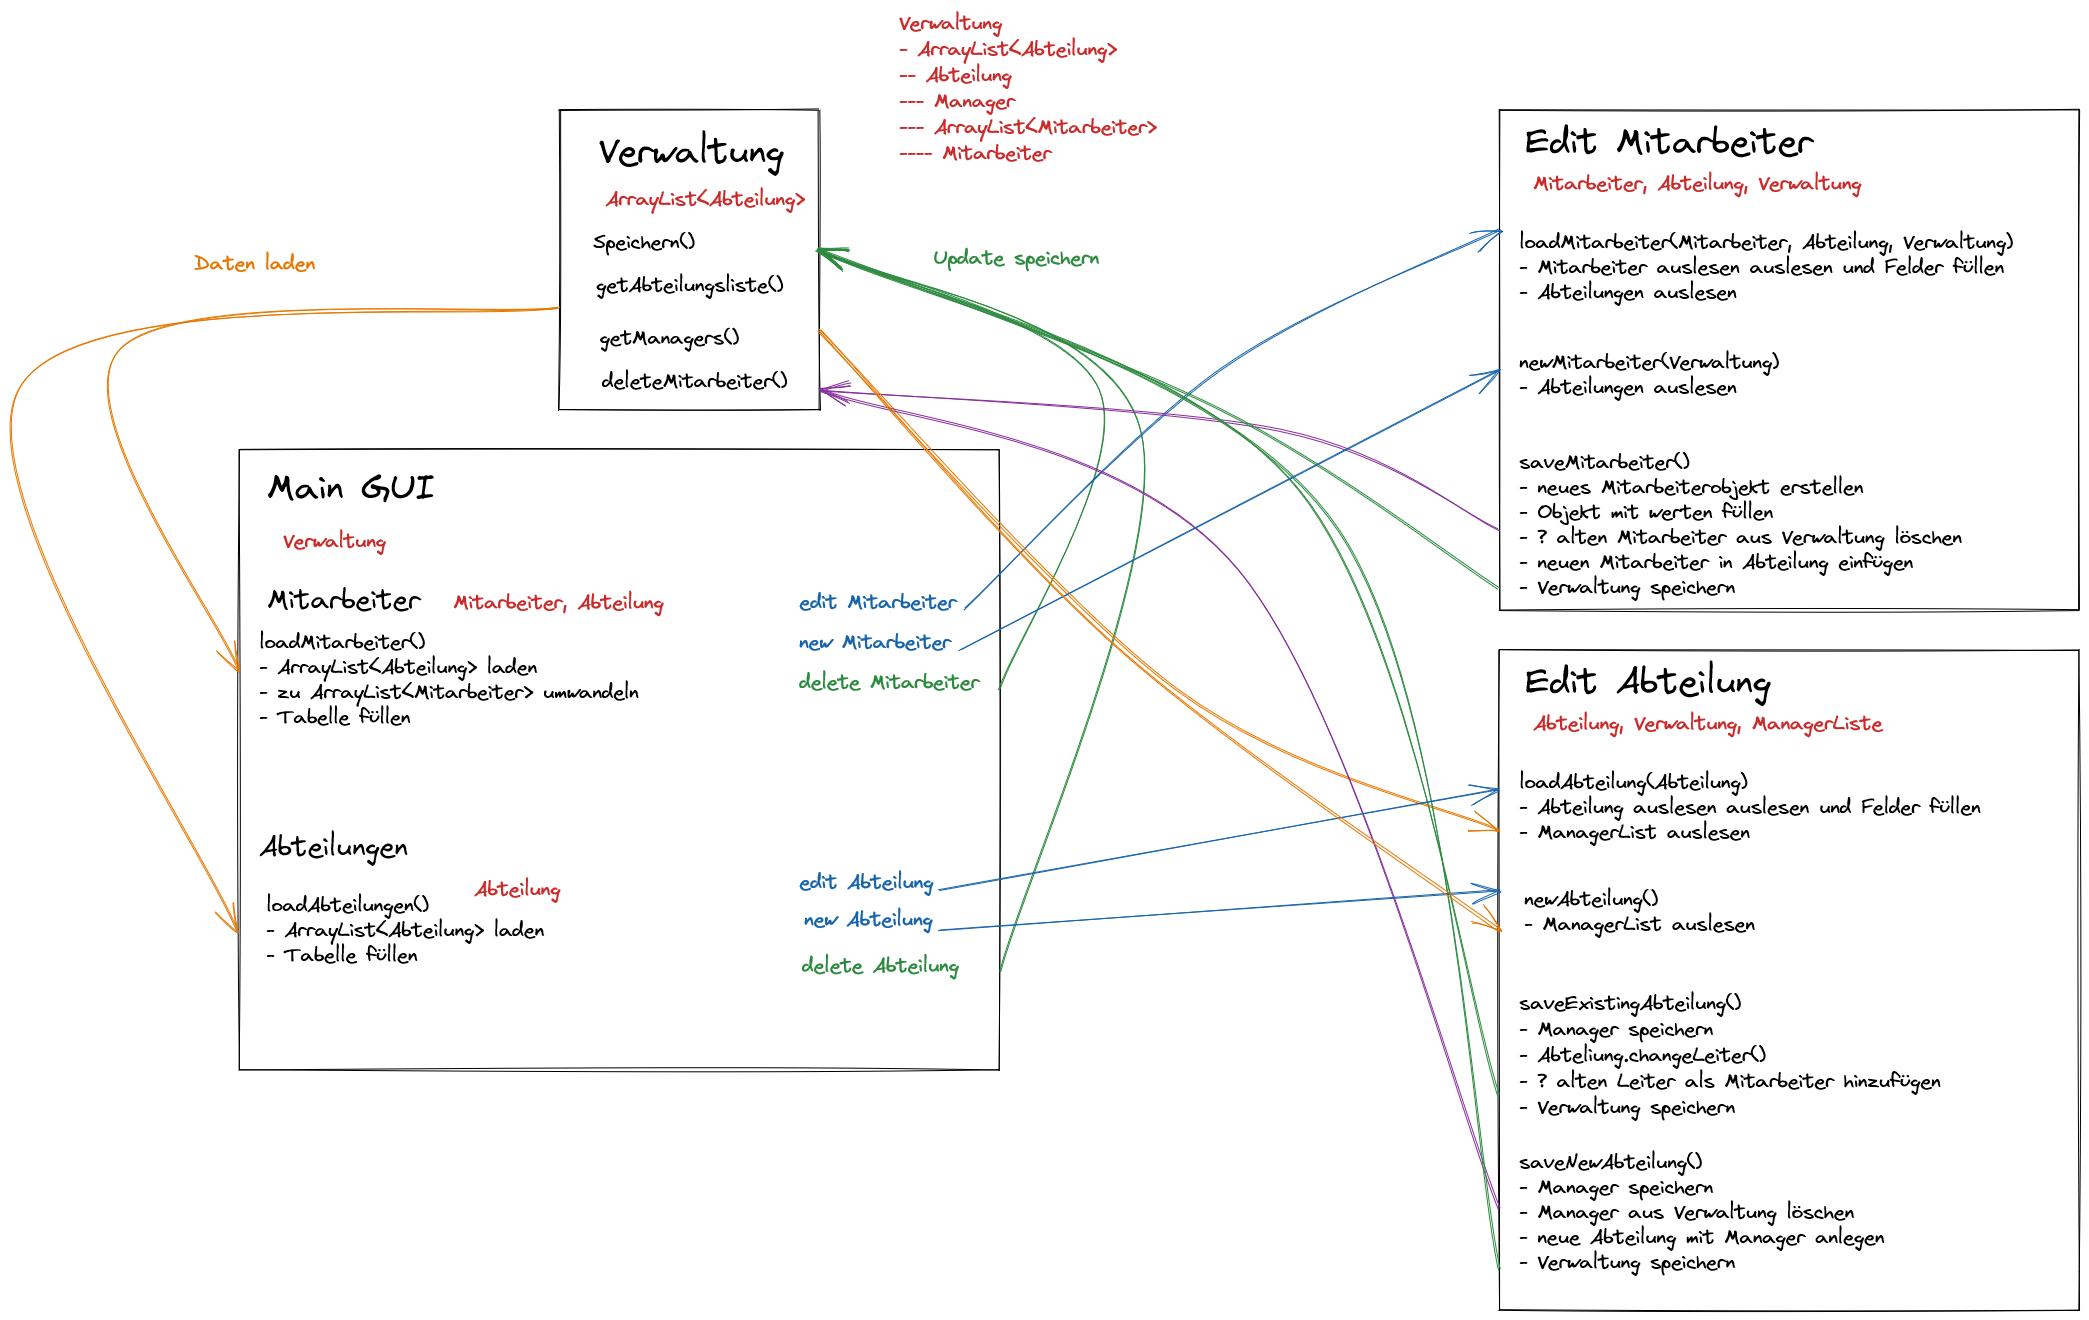 Verwaltung
- ArrayList<Abteilung>
-- Abteilung
--- Manager
--- ArrayList<Mitarbeiter>
---- Mitarbeiter
Verwaltung
ArrayList<Abteilung>
Speichern()
getAbteilungsliste()
getManagers()
deleteMitarbeiter()
Daten laden
Update speichern
Main GUI
Verwaltung
Mitarbeiter
Mitarbeiter, Abteilung
loadMitarbeiter()
- ArrayList<Abteilung> laden
- zu ArrayList<Mitarbeiter> umwandeln
- Tabelle füllen
edit Mitarbeiter
new Mitarbeiter
delete Mitarbeiter
Abteilungen
Abteilung
loadAbteilungen()
- ArrayList<Abteilung> laden
- Tabelle füllen
edit Abteilung
new Abteilung
delete Abteilung
Edit Mitarbeiter
Mitarbeiter, Abteilung, Verwaltung
loadMitarbeiter(Mitarbeiter, Abteilung, Verwaltung)
- Mitarbeiter auslesen auslesen und Felder füllen
- Abteilungen auslesen
newMitarbeiter(Verwaltung)
- Abteilungen auslesen
saveMitarbeiter()
- neues Mitarbeiterobjekt erstellen
- Objekt mit werten füllen
- ? alten Mitarbeiter aus Verwaltung löschen
- neuen Mitarbeiter in Abteilung einfügen
- Verwaltung speichern
Edit Abteilung
Abteilung, Verwaltung, ManagerListe
loadAbteilung(Abteilung)
- Abteilung auslesen auslesen und Felder füllen
- ManagerList auslesen
newAbteilung()
- ManagerList auslesen
saveExistingAbteilung()
- Manager speichern
- Abteliung.changeLeiter()
- ? alten Leiter als Mitarbeiter hinzufügen
- Verwaltung speichern
saveNewAbteilung()
- Manager speichern
- Manager aus Verwaltung löschen
- neue Abteilung mit Manager anlegen
- Verwaltung speichern